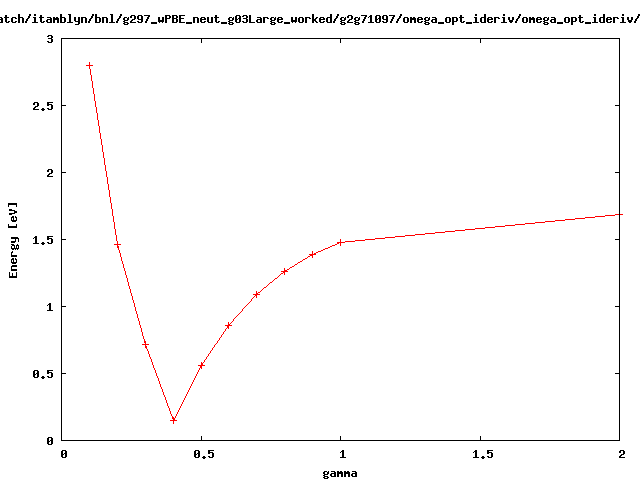 atch/itamblyn/bnl/g297_wPBE_neut_g03Large_worked/g2g71097/omega_opt_ideriv/omega_opt_ideriv/
3
2.5
2
1.5
1
0.5
0
Energy [eV]
0 0.5 1 1.5 2
gamma